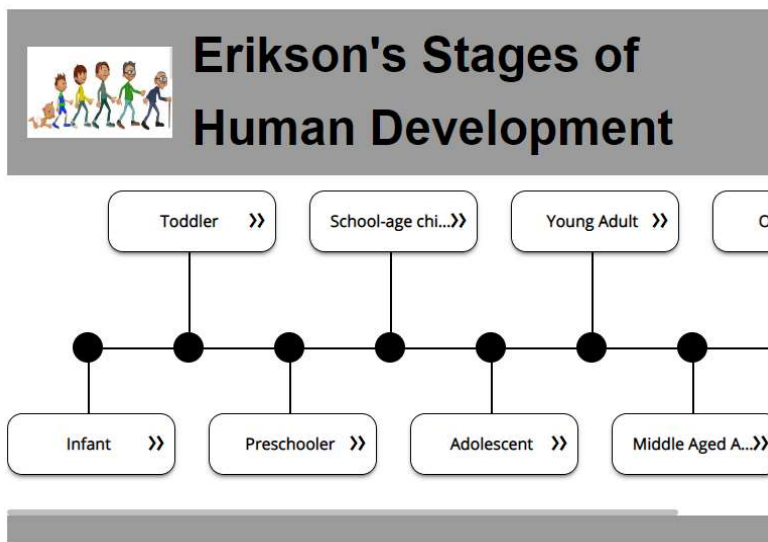 Erikson's Stages of
Human Development
Toddler
School-age chi...
Young Adult
O
Infant
Preschooler
Adolescent
Middle Aged A...